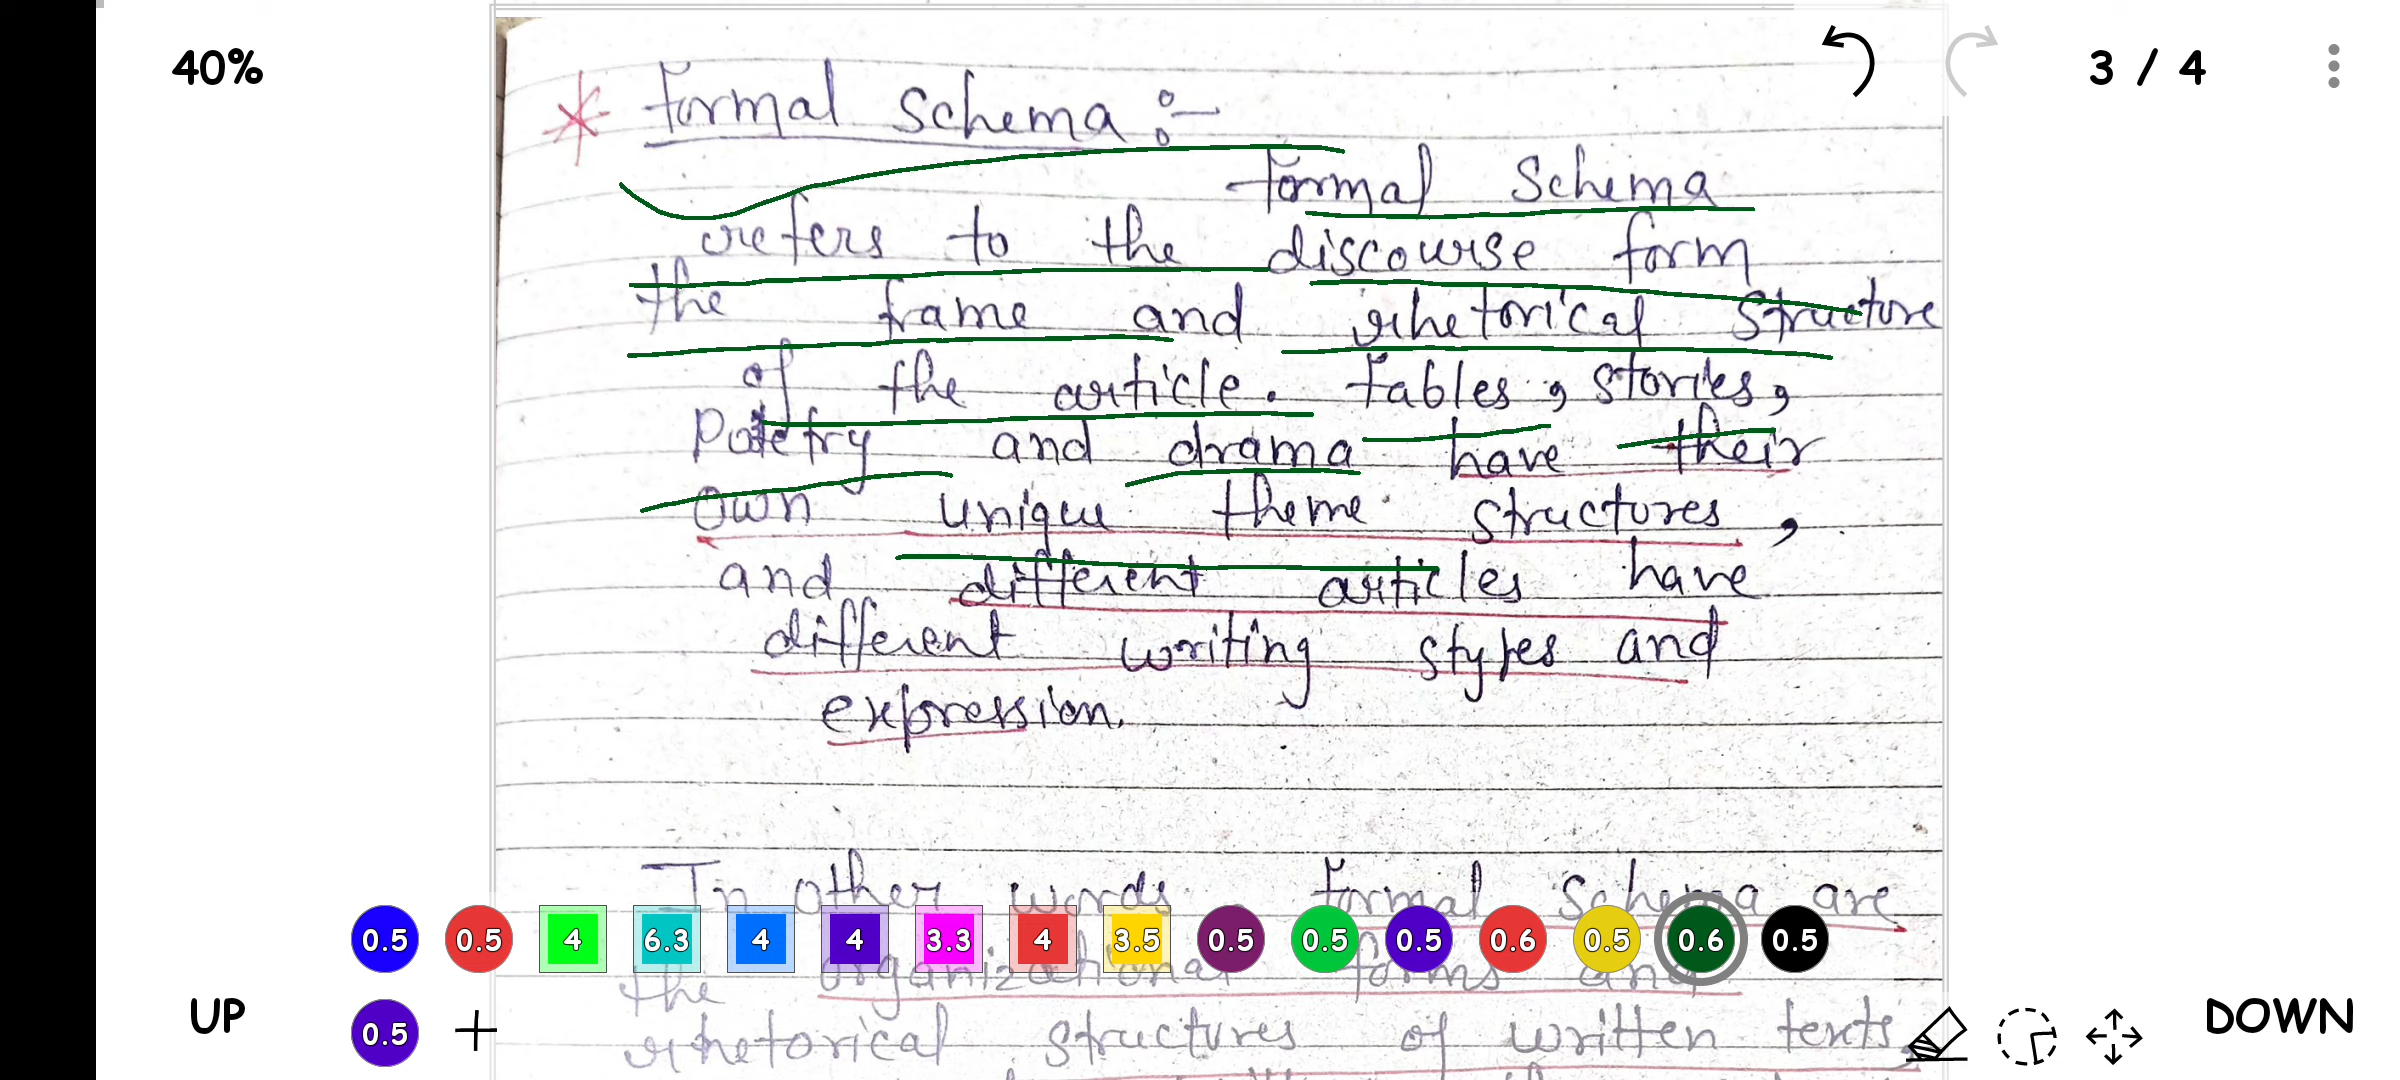 40%
3 / 4
* Formal Schema :-
Formal Schema
refers to the discourse form
the frame and rhetorical Structure
of the article. Fables, stories,
Poetry and drama have their
own unique theme structures,
and different articles have
different writing styles and
expression.
In other words, Formal Schema are
0.5 0.5 4 6.3 4 4 3.3 4 3.5 0.5 0.5 0.5 0.6 0.5 0.6 0.5
the organizational forms and
UP 0.5 + DOWN
rhetorical structures of written texts,